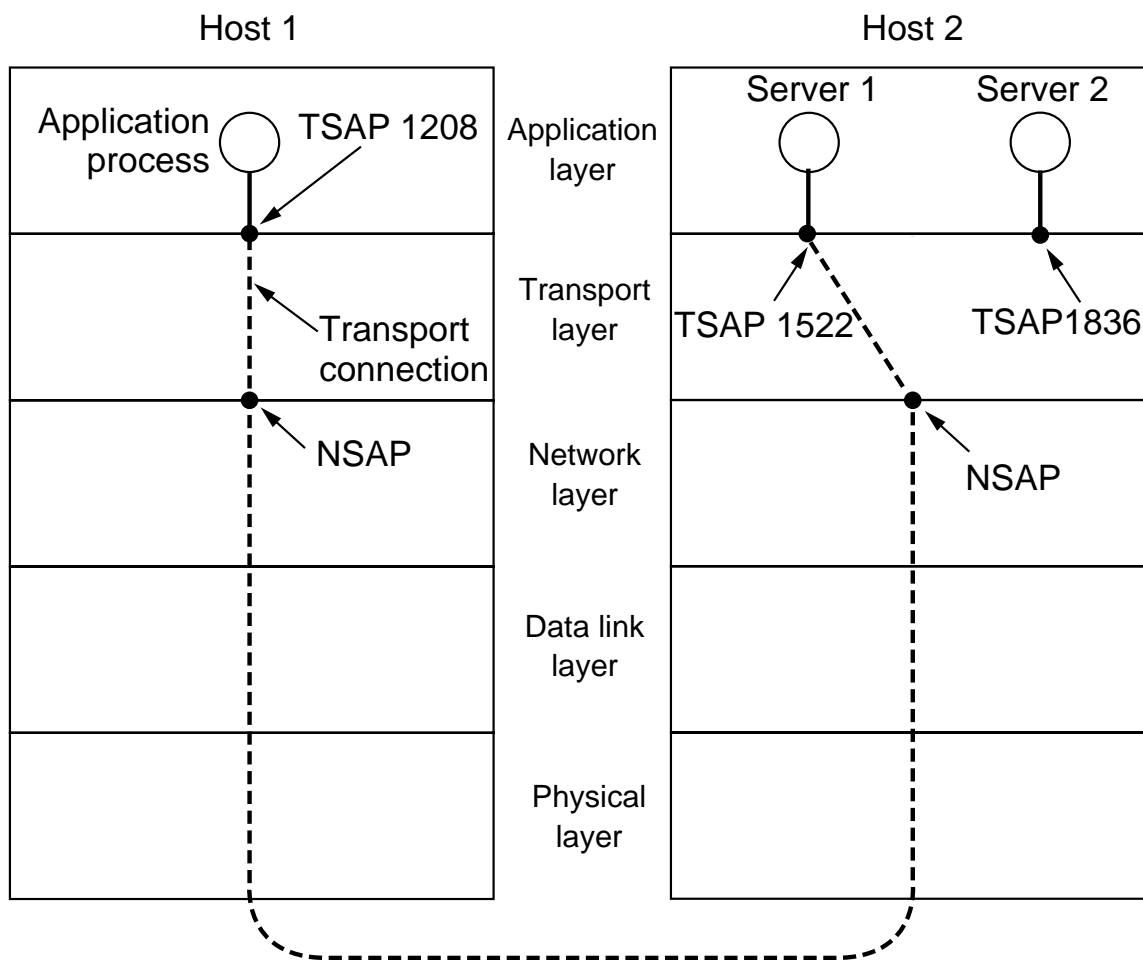 Host 1
Host 2
Application
process
TSAP 1208
Application
layer
Server 1
Server 2
Transport
connection
Transport
layer
TSAP 1522
TSAP1836
NSAP
Network
layer
NSAP
Data link
layer
Physical
layer